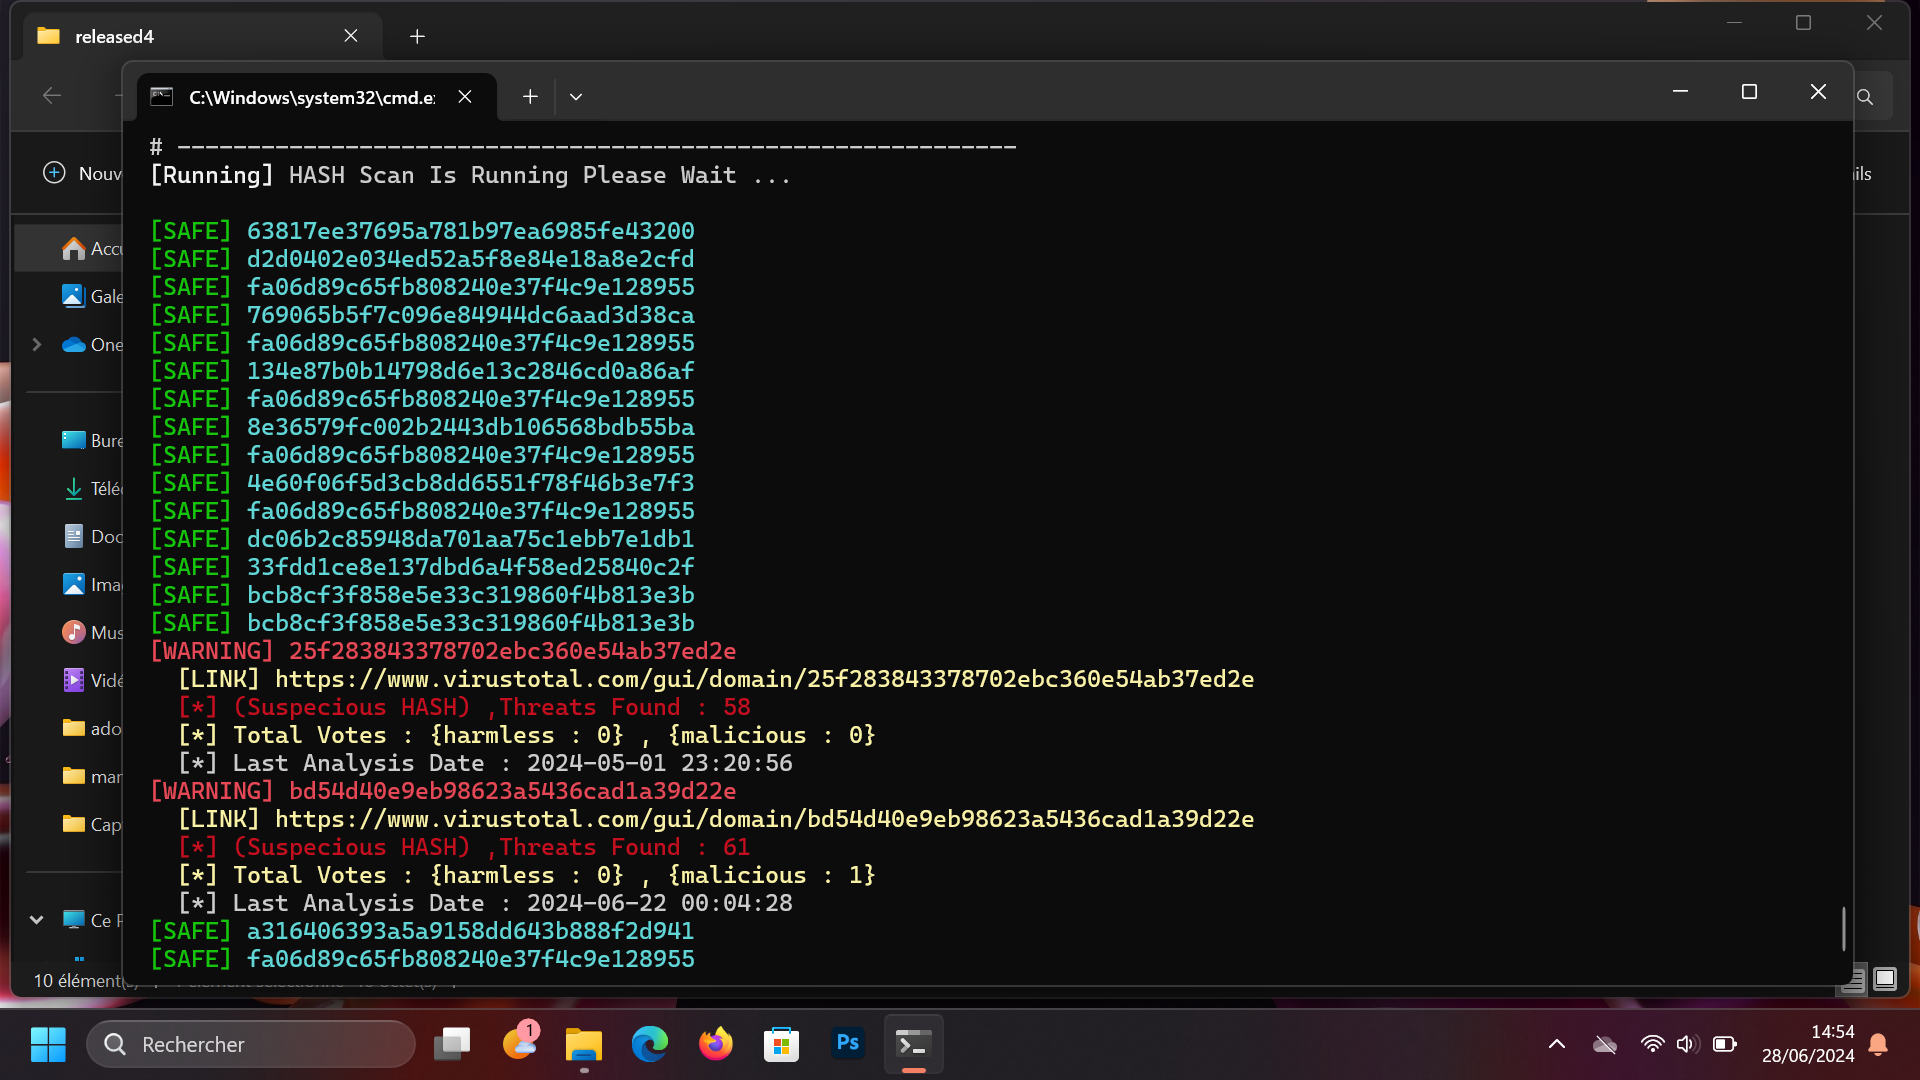 released4
C:\Windows\system32\cmd.e:
Nouv
ils
# ------------------------------------------------------------
[Running] HASH Scan Is Running Please Wait ...
[SAFE] 63817ee37695a781b97ea6985fe43200
[SAFE] d2d0402e034ed52a5f8e84e18a8e2cfd
[SAFE] fa06d89c65fb808240e37f4c9e128955
[SAFE] 769065b5f7c096e84944dc6aad3d38ca
[SAFE] fa06d89c65fb808240e37f4c9e128955
[SAFE] 134e87b0b14798d6e13c2846cd0a86af
[SAFE] fa06d89c65fb808240e37f4c9e128955
[SAFE] 8e36579fc002b2443db106568bdb55ba
[SAFE] fa06d89c65fb808240e37f4c9e128955
[SAFE] 4e60f06f5d3cb8dd6551f78f46b3e7f3
[SAFE] fa06d89c65fb808240e37f4c9e128955
[SAFE] dc06b2c85948da701aa75c1ebb7e1db1
[SAFE] 33fdd1ce8e137dbd6a4f58ed25840c2f
[SAFE] bcb8cf3f858e5e33c319860f4b813e3b
[SAFE] bcb8cf3f858e5e33c319860f4b813e3b
[WARNING] 25f283843378702ebc360e54ab37ed2e
[LINK] https://www.virustotal.com/gui/domain/25f283843378702ebc360e54ab37ed2e
[*] (Suspecious HASH) ,Threats Found : 58
[*] Total Votes : {harmless : 0} , {malicious : 0}
[*] Last Analysis Date : 2024-05-01 23:20:56
[WARNING] bd54d40e9eb98623a5436cad1a39d22e
[LINK] https://www.virustotal.com/gui/domain/bd54d40e9eb98623a5436cad1a39d22e
[*] (Suspecious HASH) ,Threats Found : 61
[*] Total Votes : {harmless : 0} , {malicious : 1}
[*] Last Analysis Date : 2024-06-22 00:04:28
[SAFE] a316406393a5a9158dd643b888f2d941
[SAFE] fa06d89c65fb808240e37f4c9e128955
Accu
Gale
One
Bure
Téléc
Doc
Ima
Mus
Vidé
ado
mar
Cap
Ce P
10 élément(s)
Rechercher
1
Ps
14:54
28/06/2024